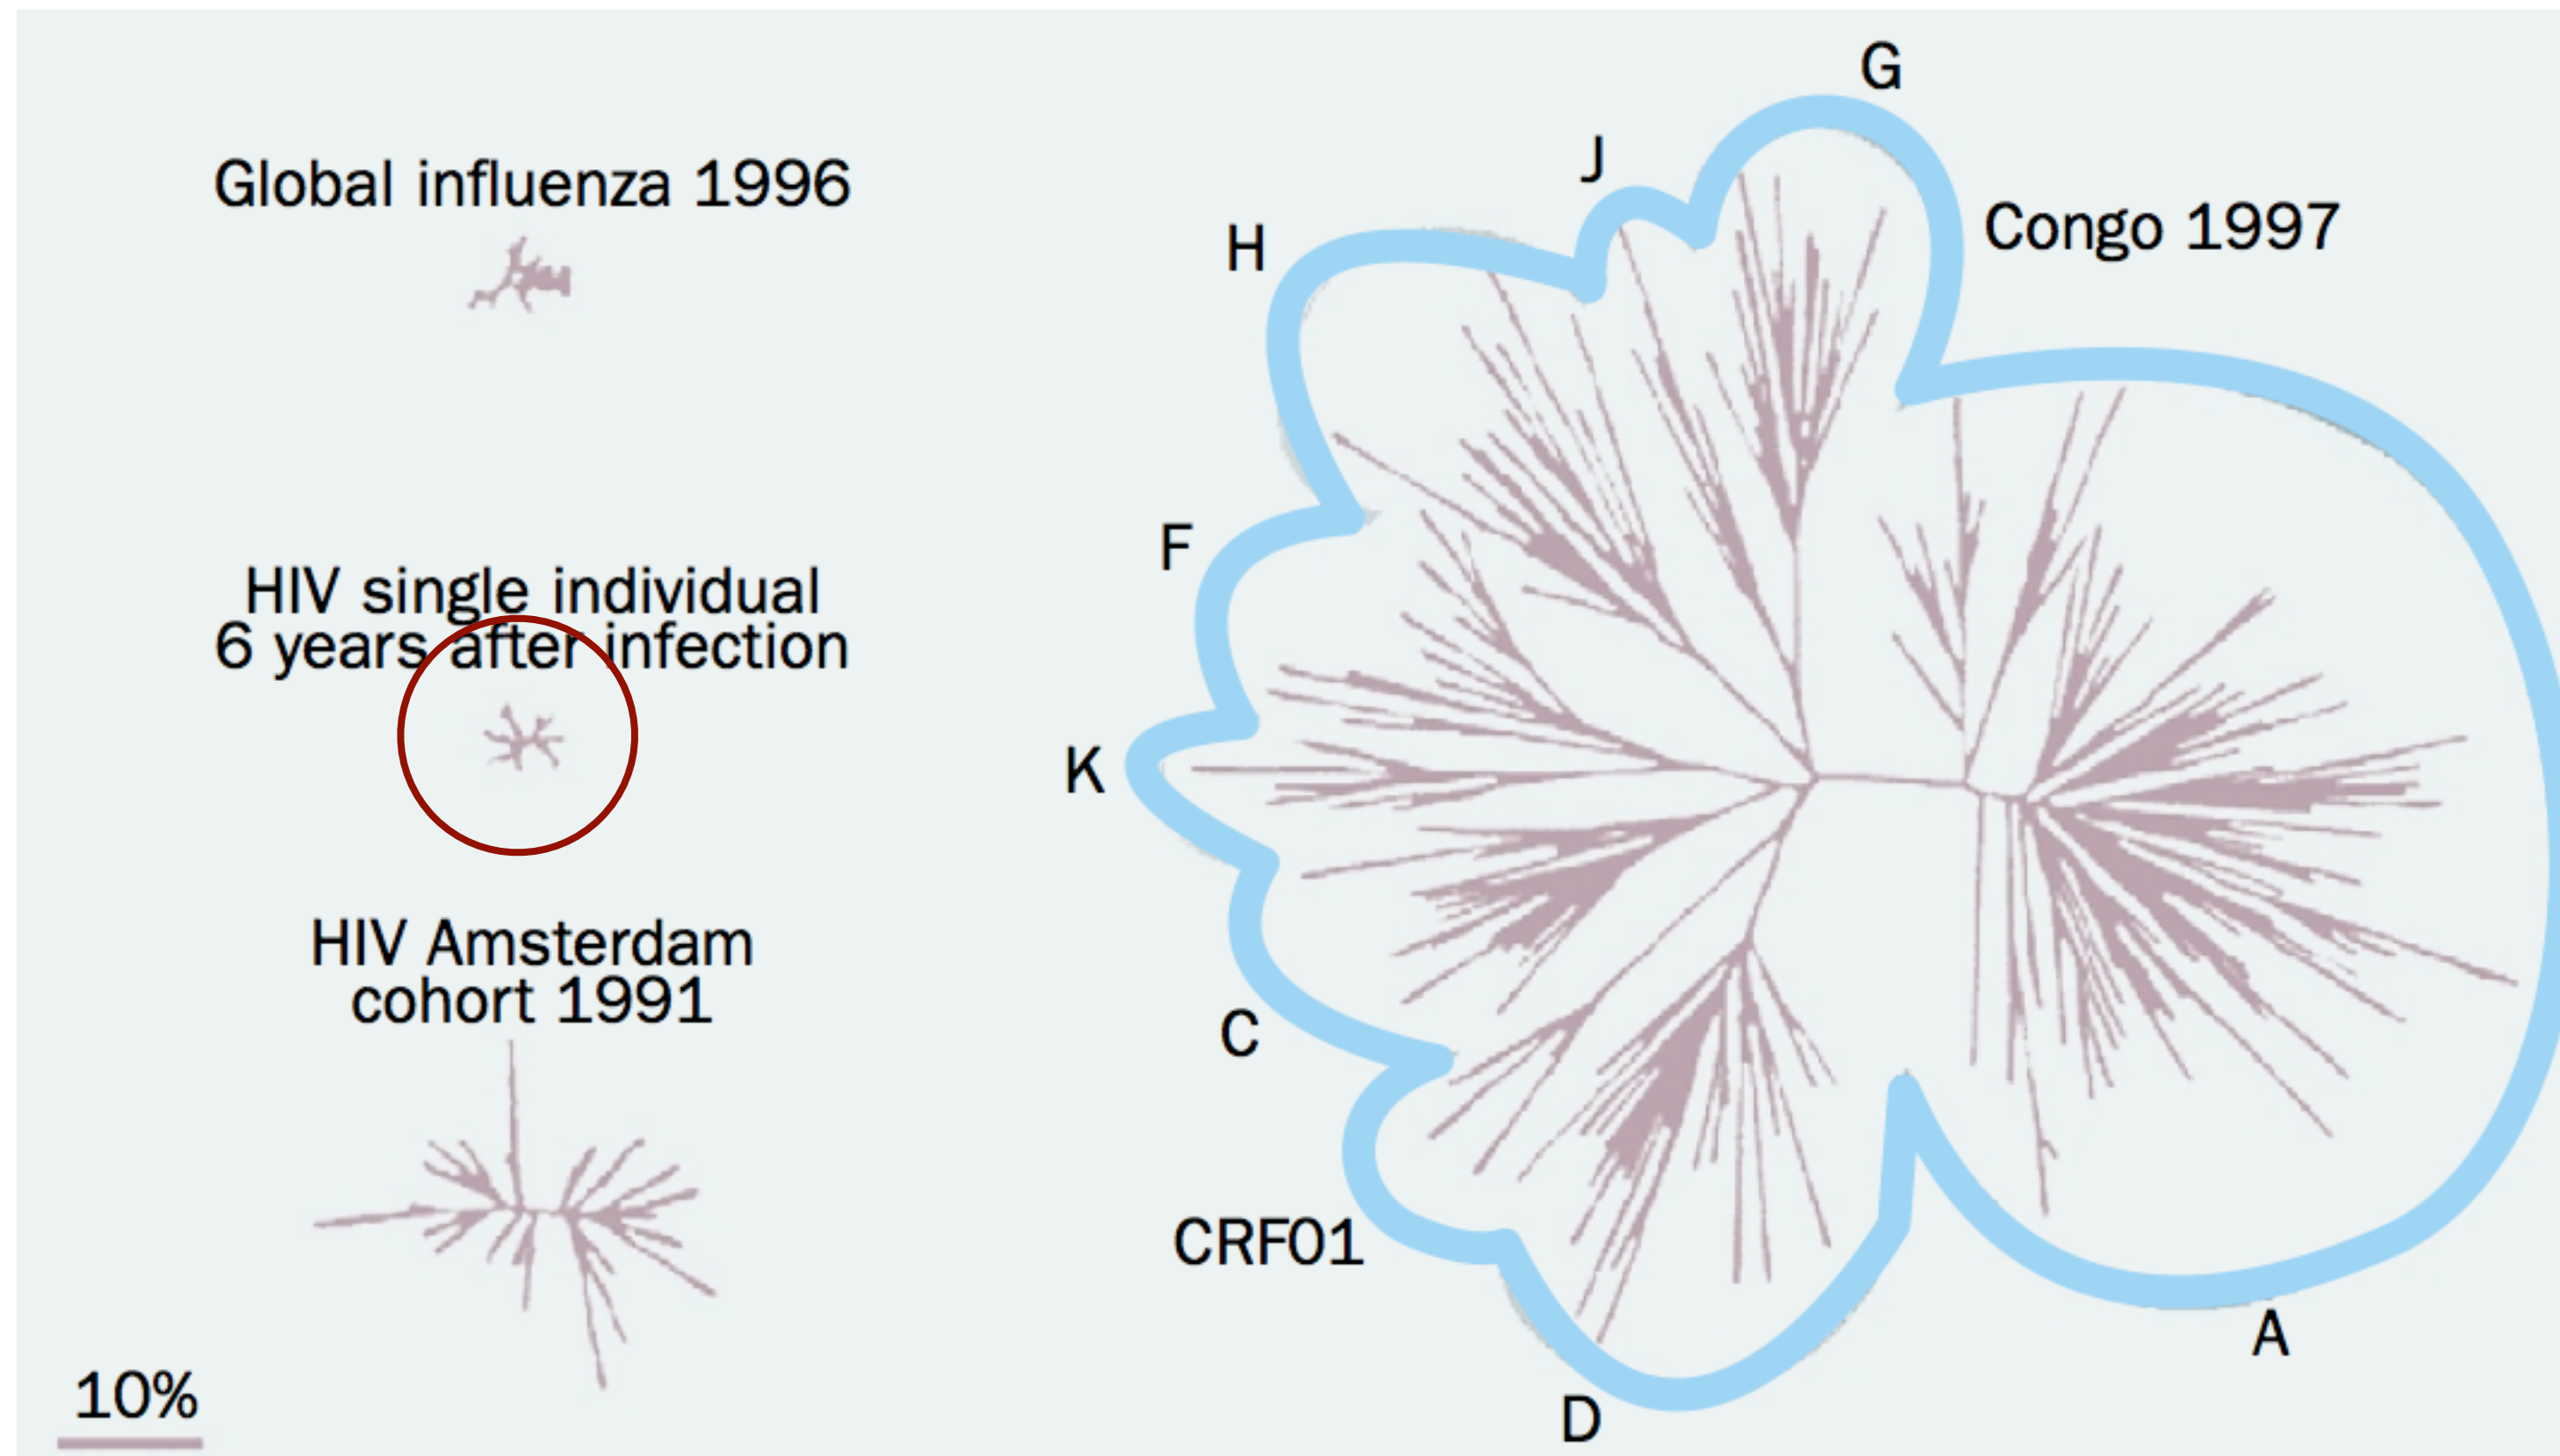 Global influenza 1996
HIV single individual
6 years after infection
HIV Amsterdam
cohort 1991
10%
G
J
Congo 1997
H
F
K
C
CRF01
D
A